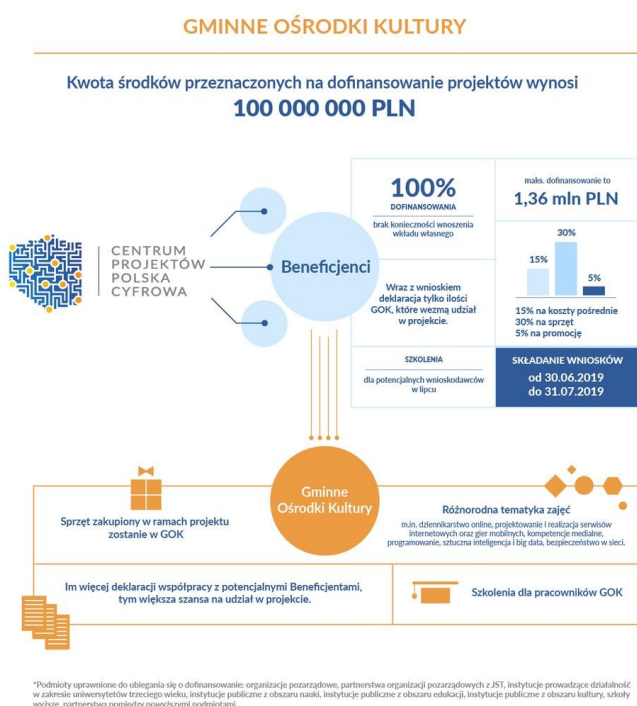 GMINNE OŚRODKI KULTURY
Kwota środków przeznaczonych na dofinansowanie projektów wynosi
100 000 000 PLN
CENTRUM
PROJEKTÓW
POLSKA
CYFROWA
Beneficjenci
100%
DOFINANSOWANIA
brak konieczności wnoszenia
wkładu własnego
maks. dofinansowanie to
1,36 mln PLN
15%
30%
5%
15% na koszty pośrednie
30% na sprzęt
5% na promocję
Wraz z wnioskiem
deklaracja tylko ilości
GOK, które wezmą udział
w projekcie.
SZKOLENIA
dla potencjalnych wnioskodawców
w lipcu
SKŁADANIE WNIOSKÓW
od 30.06.2019
do 31.07.2019
Gminne
Ośrodki Kultury
Sprzęt zakupiony w ramach projektu
zostanie w GOK
Różnorodna tematyka zajęć
m.in. dziennikarstwo online, projektowanie i realizacja serwisów
internetowych oraz gier mobilnych, kompetencje medialne,
programowanie, sztuczna inteligencja i big data, bezpieczeństwo w sieci.
Im więcej deklaracji współpracy z potencjalnymi Beneficjentami,
tym większa szansa na udział w projekcie.
Szkolenia dla pracowników GOK
*Podmioty uprawnione do ubiegania się o dofinansowanie: organizacje pozarządowe, partnerstwa organizacji pozarządowych z JST, instytucje prowadzące działalność
w zakresie uniwersytetów trzeciego wieku, instytucje publiczne z obszaru nauki, instytucje publiczne z obszaru edukacji, instytucje publiczne z obszaru kultury, szkoły
wyższe, partnerstwa pomiędzy powyższymi podmiotami